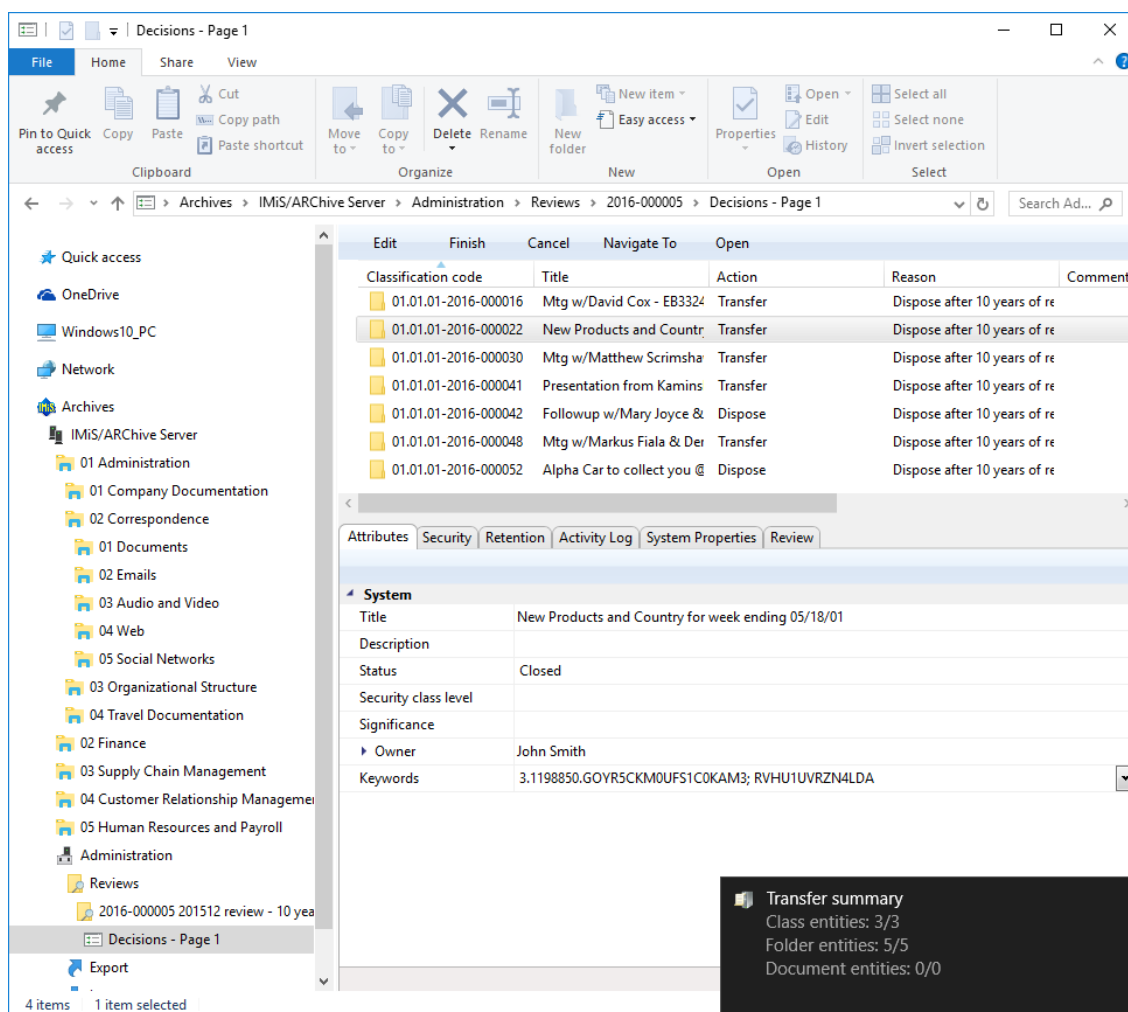 Decisions - Page 1
File Home Share View
Pin to Quick access
Copy
Paste
Cut
Copy path
Paste shortcut
Clipboard
Move to
Copy to
Delete
Rename
Organize
New folder
New item
Easy access
New
Properties
Open
Edit
History
Open
Select all
Select none
Invert selection
Select
Archives IMiS/ARChive Server Administration Reviews 2016-000005 Decisions - Page 1
Search Ad...
Quick access
OneDrive
Windows10_PC
Network
Archives
IMiS/ARChive Server
01 Administration
01 Company Documentation
02 Correspondence
01 Documents
02 Emails
03 Audio and Video
04 Web
05 Social Networks
03 Organizational Structure
04 Travel Documentation
02 Finance
03 Supply Chain Management
04 Customer Relationship Manageme
05 Human Resources and Payroll
Administration
Reviews
2016-000005 201512 review - 10 yea
Decisions - Page 1
Export
Edit Finish Cancel Navigate To Open
Classification code Title Action Reason Comment
01.01.01-2016-000016 Mtg w/David Cox - EB3324 Transfer Dispose after 10 years of re
01.01.01-2016-000022 New Products and Countr Transfer Dispose after 10 years of re
01.01.01-2016-000030 Mtg w/Matthew Scrimsha Transfer Dispose after 10 years of re
01.01.01-2016-000041 Presentation from Kamins Transfer Dispose after 10 years of re
01.01.01-2016-000042 Followup w/Mary Joyce & Dispose Dispose after 10 years of re
01.01.01-2016-000048 Mtg w/Markus Fiala & Der Transfer Dispose after 10 years of re
01.01.01-2016-000052 Alpha Car to collect you @ Dispose Dispose after 10 years of re
Attributes Security Retention Activity Log System Properties Review
System
Title New Products and Country for week ending 05/18/01
Description
Status Closed
Security class level
Significance
Owner John Smith
Keywords 3.1198850.GOYR5CKM0UFS1C0KAM3; RVHU1UVRZN4LDA
Transfer summary
Class entities: 3/3
Folder entities: 5/5
Document entities: 0/0
4 items 1 item selected